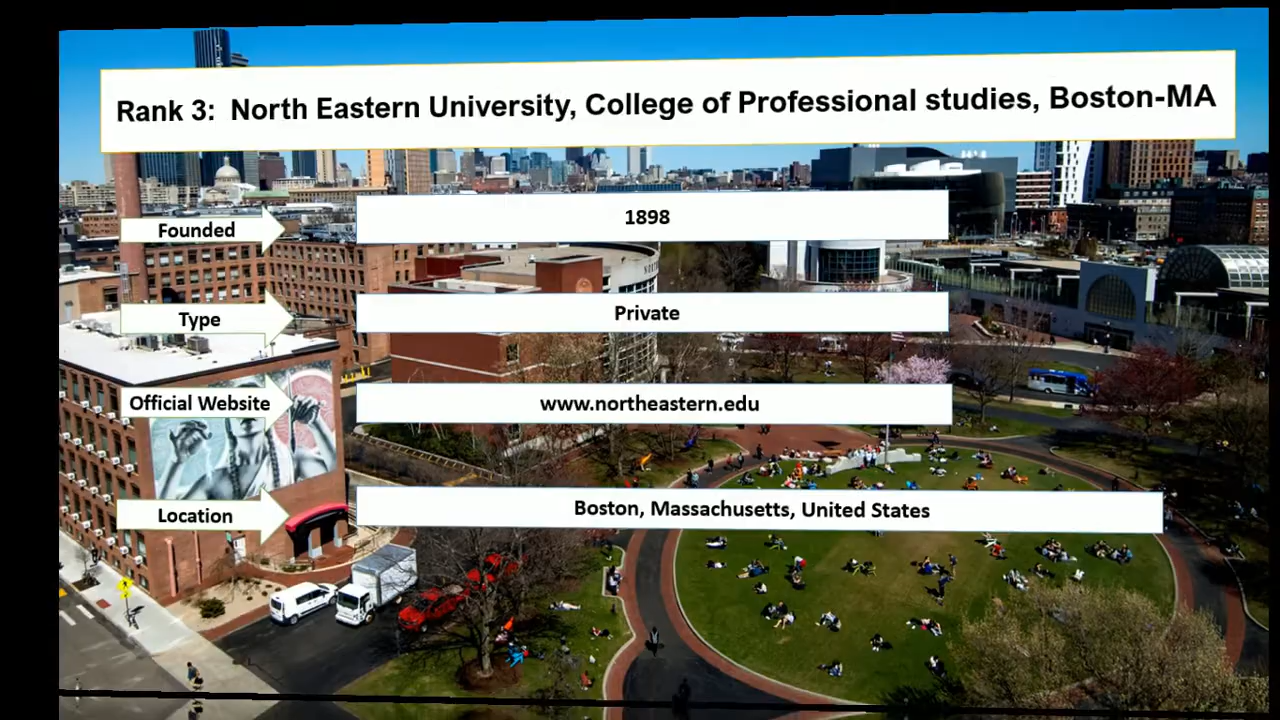 Rank 3: North Eastern University, College of Professional studies, Boston-MA
Founded
1898
Type
Private
Official Website
www.northeastern.edu
Location
Boston, Massachusetts, United States